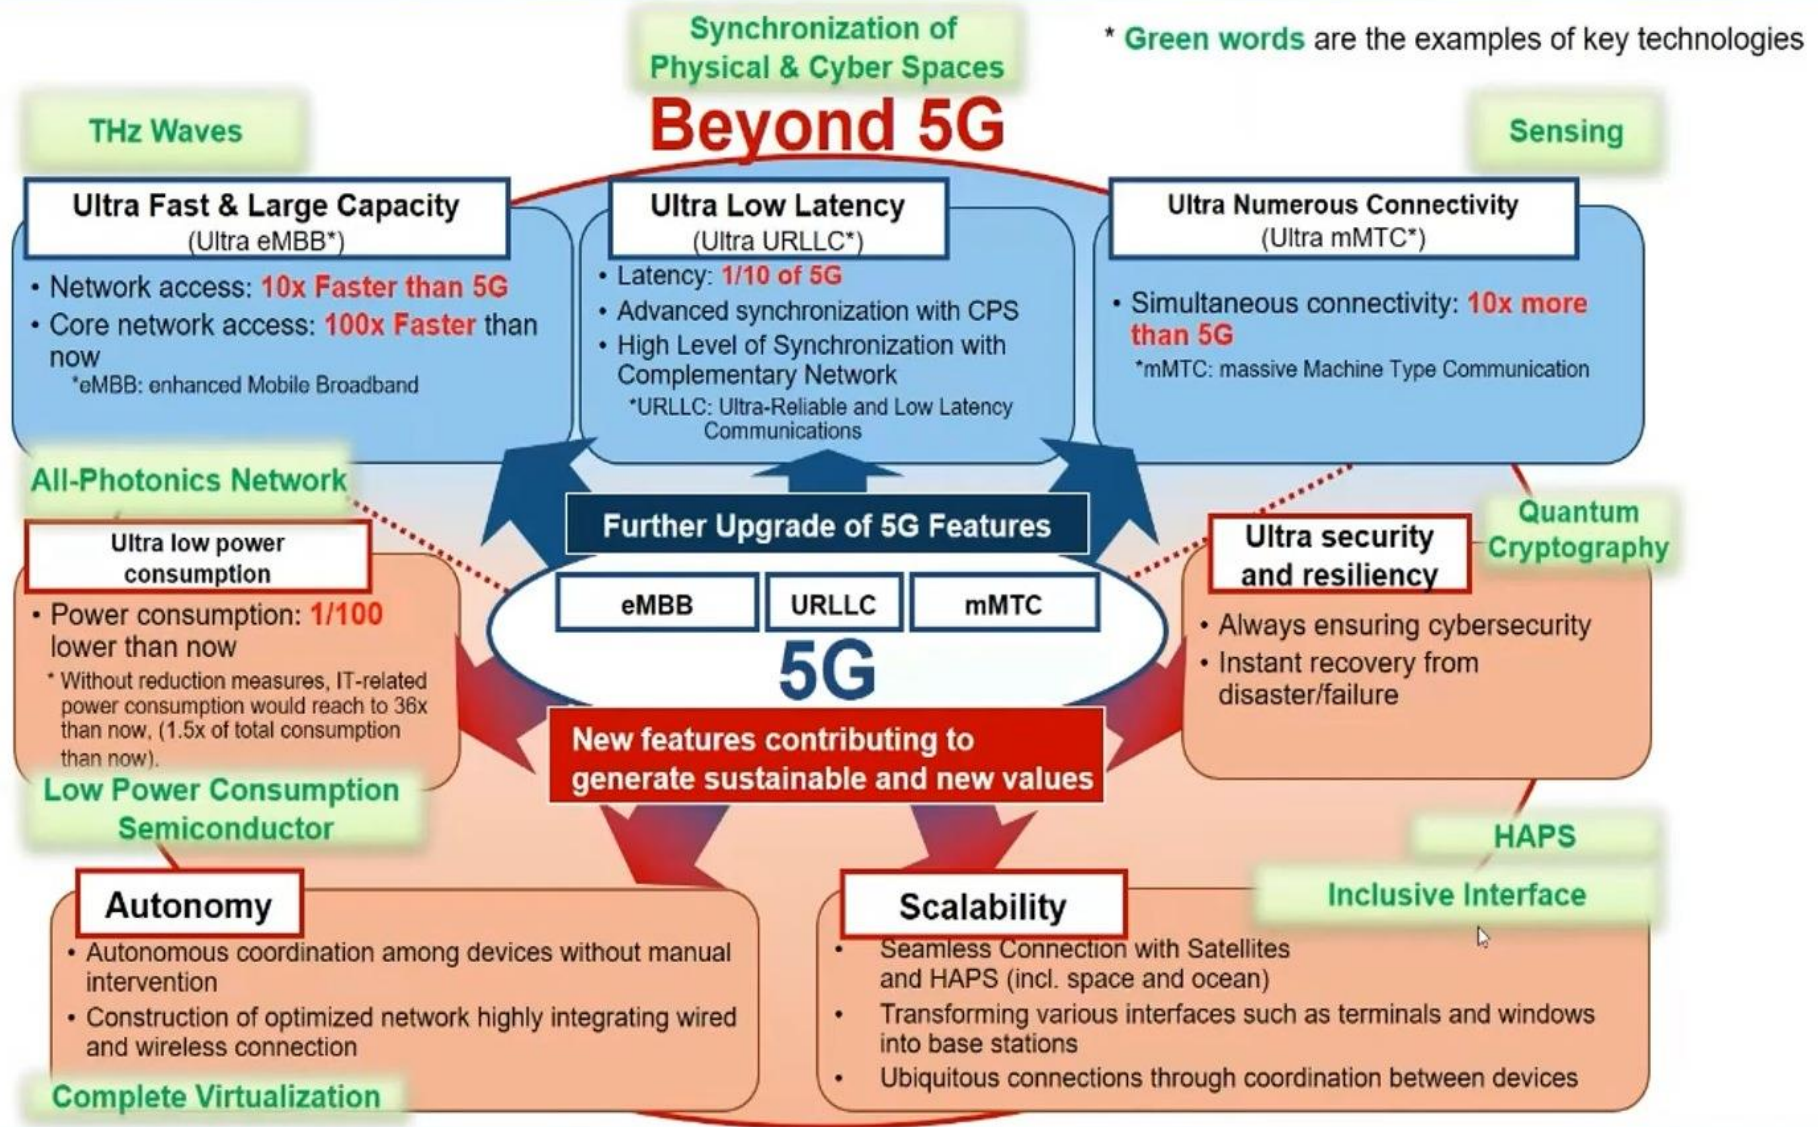 Synchronization of
Physical & Cyber Spaces
* Green words are the examples of key technologies
Beyond 5G
THz Waves
Sensing
Ultra Fast & Large Capacity
(Ultra eMBB*)
• Network access: 10x Faster than 5G
• Core network access: 100x Faster than
now
*eMBB: enhanced Mobile Broadband
Ultra Low Latency
(Ultra URLLC*)
• Latency: 1/10 of 5G
• Advanced synchronization with CPS
• High Level of Synchronization with
Complementary Network
*URLLC: Ultra-Reliable and Low Latency
Communications
Ultra Numerous Connectivity
(Ultra mMTC*)
• Simultaneous connectivity: 10x more
than 5G
*mMTC: massive Machine Type Communication
All-Photonics Network
Further Upgrade of 5G Features
Quantum
Cryptography
Ultra low power
consumption
• Power consumption: 1/100
lower than now
* Without reduction measures, IT-related
power consumption would reach to 36x
than now, (1.5x of total consumption
than now).
eMBB
URLLC
mMTC
5G
Ultra security
and resiliency
• Always ensuring cybersecurity
• Instant recovery from
disaster/failure
New features contributing to
generate sustainable and new values
Low Power Consumption
Semiconductor
HAPS
Inclusive Interface
Autonomy
• Autonomous coordination among devices without manual
intervention
• Construction of optimized network highly integrating wired
and wireless connection
Complete Virtualization
Scalability
• Seamless Connection with Satellites
and HAPS (incl. space and ocean)
• Transforming various interfaces such as terminals and windows
into base stations
• Ubiquitous connections through coordination between devices